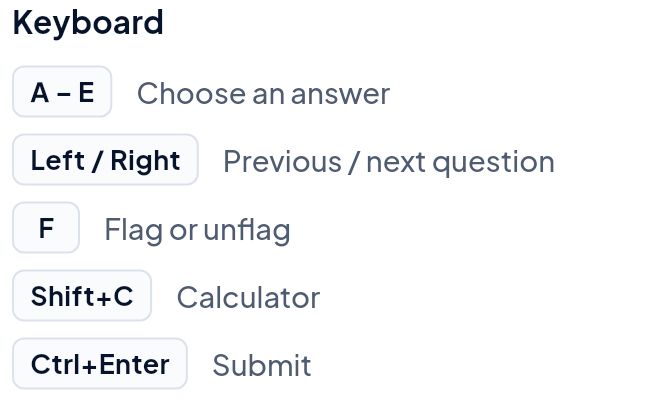 Keyboard
A – E Choose an answer
Left / Right Previous / next question
F Flag or unflag
Shift+C Calculator
Ctrl+Enter Submit